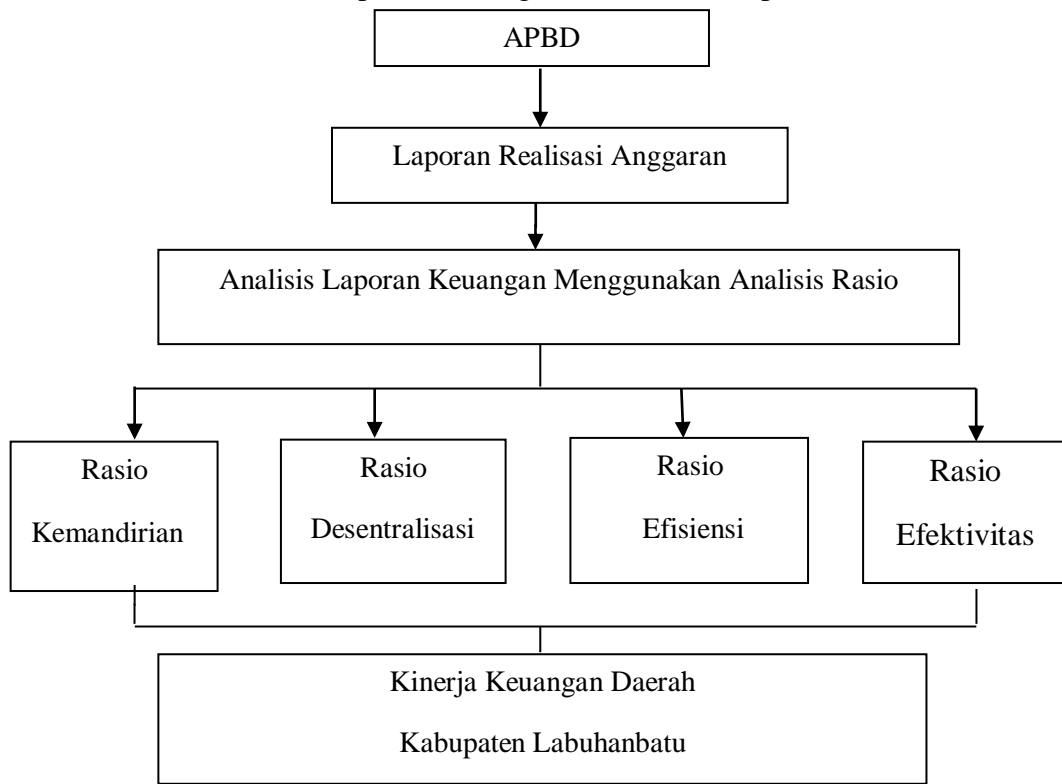 APBD
Laporan Realisasi Anggaran
Analisis Laporan Keuangan Menggunakan Analisis Rasio
Rasio
Kemandirian
Rasio
Desentralisasi
Rasio
Efisiensi
Rasio
Efektivitas
Kinerja Keuangan Daerah
Kabupaten Labuhanbatu